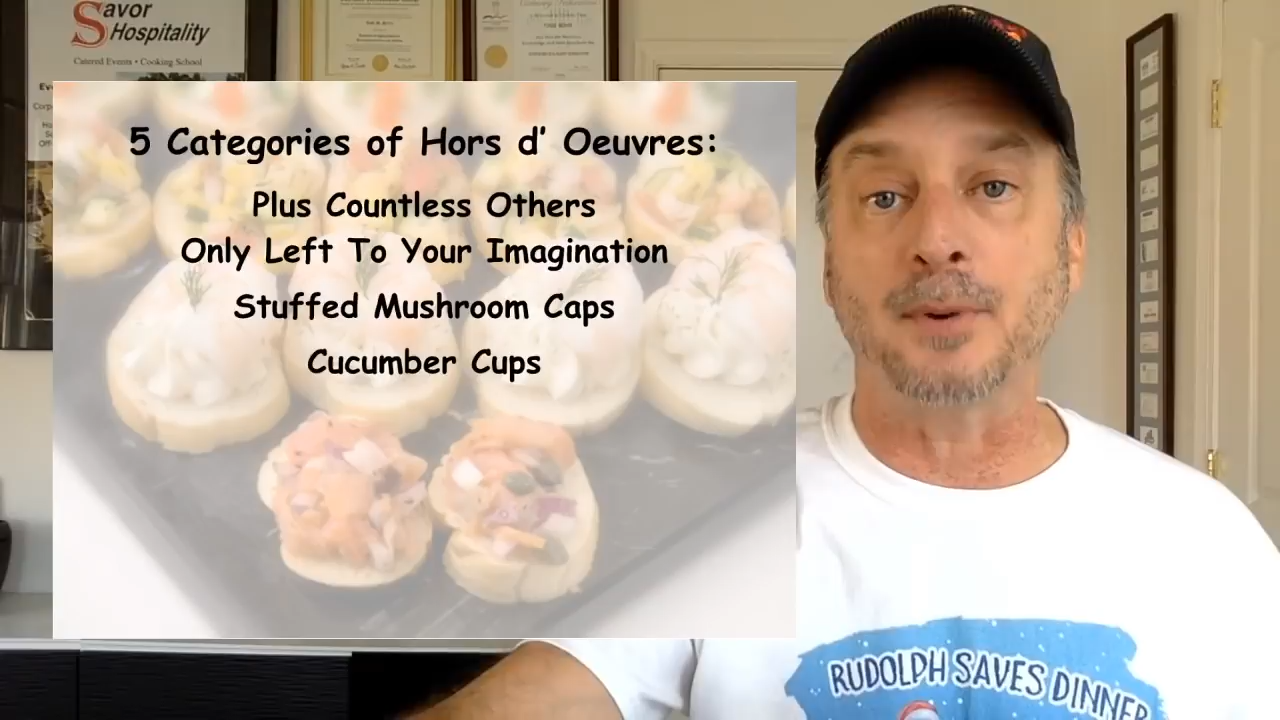 Savor
Hospitality
Catered Events • Cooking School
5 Categories of Hors d’ Oeuvres:
Plus Countless Others
Only Left To Your Imagination
Stuffed Mushroom Caps
Cucumber Cups
RUDOLPH SAVES DINNER